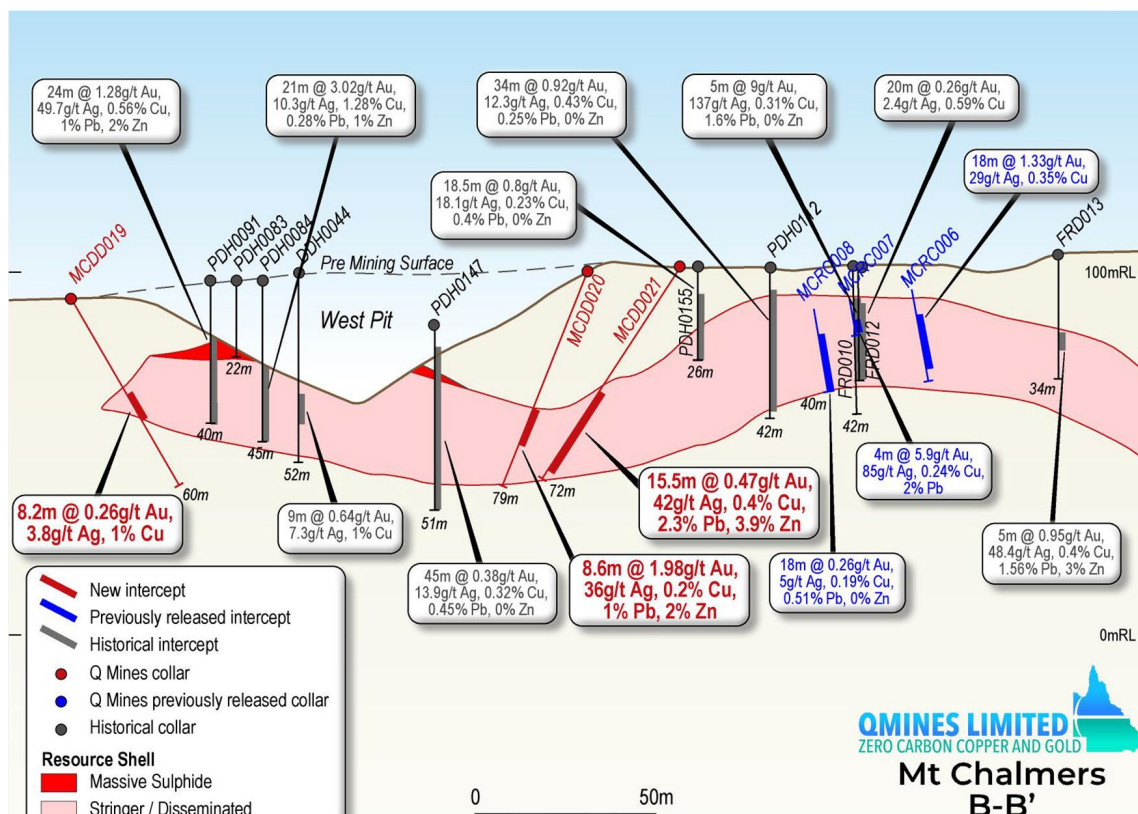 24m @ 1.28g/t Au,
49.7g/t Ag, 0.56% Cu,
1% Pb, 2% Zn
21m @ 3.02g/t Au,
10.3g/t Ag, 1.28% Cu,
0.28% Pb, 1% Zn
34m @ 0.92g/t Au,
12.3g/t Ag, 0.43% Cu,
0.25% Pb, 0% Zn
5m @ 9g/t Au,
137g/t Ag, 0.31% Cu,
1.6% Pb, 0% Zn
20m @ 0.26g/t Au,
2.4g/t Ag, 0.59% Cu
18m @ 1.33g/t Au,
29g/t Ag, 0.35% Cu
18.5m @ 0.8g/t Au,
18.1g/t Ag, 0.23% Cu,
0.4% Pb, 0% Zn
MCDD019
PDH0091
PDH0083
PDH0084
DDH0044
Pre Mining Surface
PDH0147
West Pit
MCDD020
MCDD021
PDH0155
MCRC008
MCRC007
MCRC006
FRD010
FRD012
FRD013
100mRL
22m
40m
45m
52m
60m
51m
79m
72m
26m
42m
40m
42m
34m
8.2m @ 0.26g/t Au,
3.8g/t Ag, 1% Cu
9m @ 0.64g/t Au,
7.3g/t Ag, 1% Cu
45m @ 0.38g/t Au,
13.9g/t Ag, 0.32% Cu,
0.45% Pb, 0% Zn
15.5m @ 0.47g/t Au,
42g/t Ag, 0.4% Cu,
2.3% Pb, 3.9% Zn
8.6m @ 1.98g/t Au,
36g/t Ag, 0.2% Cu,
1% Pb, 2% Zn
4m @ 5.9g/t Au,
85g/t Ag, 0.24% Cu,
2% Pb
18m @ 0.26g/t Au,
5g/t Ag, 0.19% Cu,
0.51% Pb, 0% Zn
5m @ 0.95g/t Au,
48.4g/t Ag, 0.4% Cu,
1.56% Pb, 3% Zn
0mRL
New intercept
Previously released intercept
Historical intercept
Q Mines collar
Q Mines previously released collar
Historical collar
Resource Shell
Massive Sulphide
Stringer / Disseminated
0 50m
QMINES LIMITED
ZERO CARBON COPPER AND GOLD
Mt Chalmers
B-B'